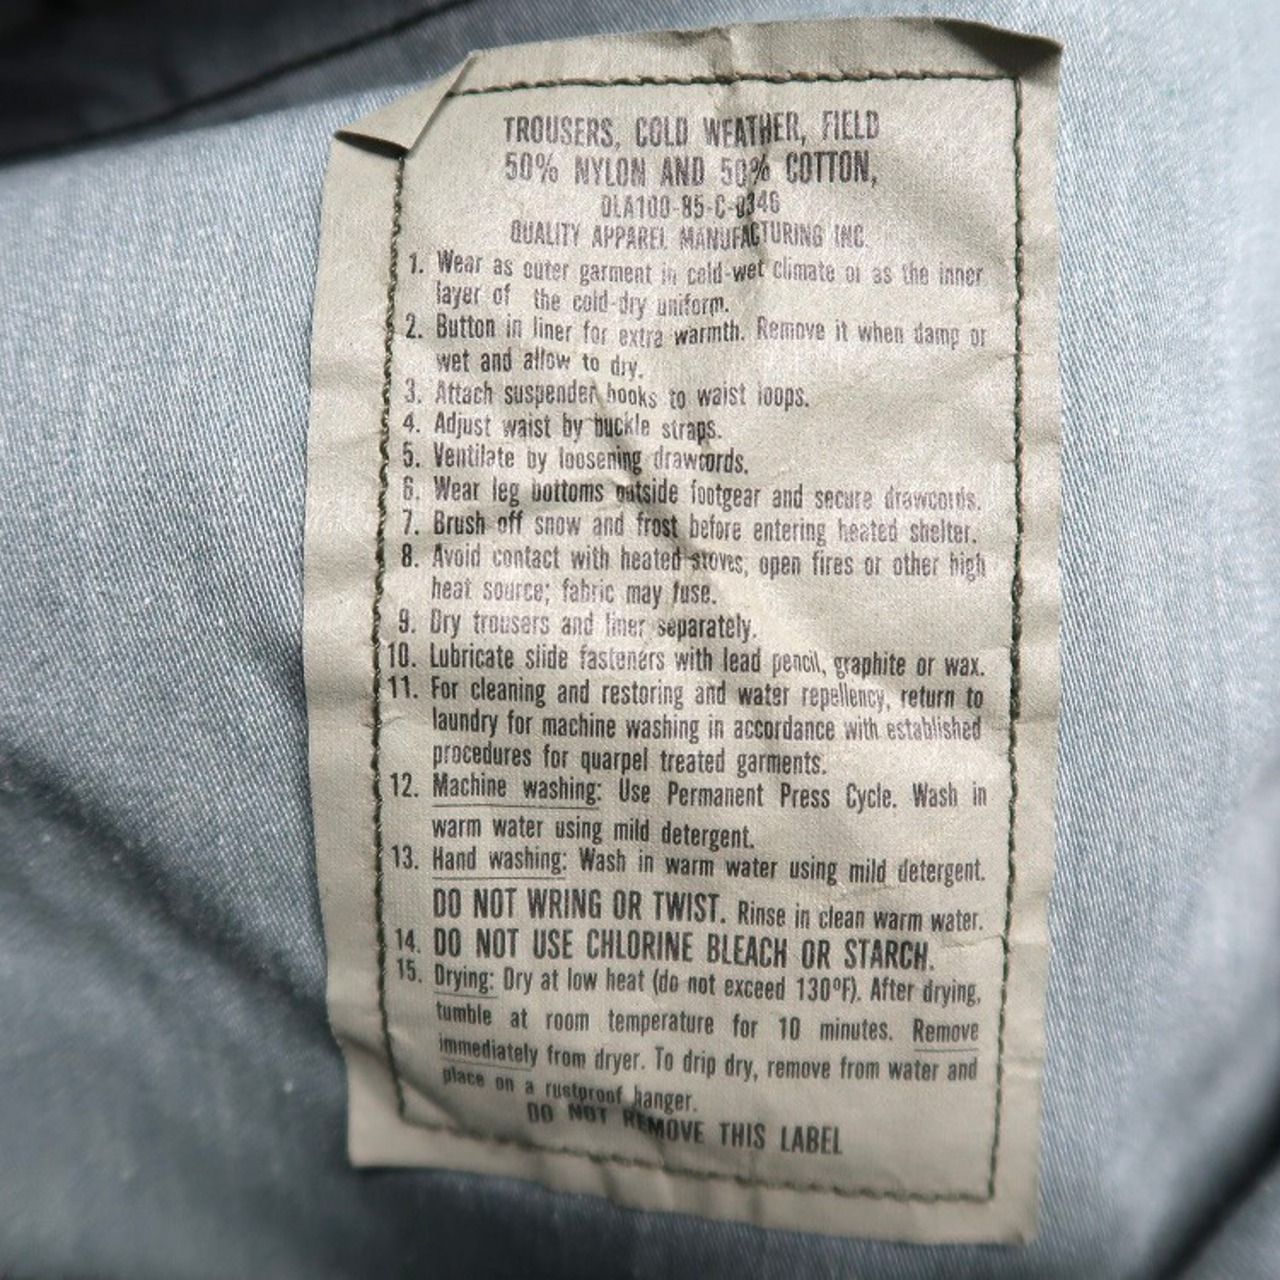 TROUSERS, COLD WEATHER, FIELD
50% NYLON AND 50% COTTON,
DLA100-85-C-0346
QUALITY APPAREL MANUFACTURING INC.
1. Wear as outer garment in cold-wet climate or as the inner
layer of the cold-dry uniform.
2. Button in liner for extra warmth. Remove it when damp or
wet and allow to dry.
3. Attach suspender hooks to waist loops.
4. Adjust waist by buckle straps.
5. Ventilate by loosening drawcords.
6. Wear leg bottoms outside footgear and secure drawcords.
7. Brush off snow and frost before entering heated shelter.
8. Avoid contact with heated stoves, open fires or other high
heat source; fabric may fuse.
9. Dry trousers and liner separately.
10. Lubricate slide fasteners with lead pencil, graphite or wax.
11. For cleaning and restoring and water repellency, return to
laundry for machine washing in accordance with established
procedures for quarpel treated garments.
12. Machine washing: Use Permanent Press Cycle. Wash in
warm water using mild detergent.
13. Hand washing: Wash in warm water using mild detergent.
DO NOT WRING OR TWIST. Rinse in clean warm water.
14. DO NOT USE CHLORINE BLEACH OR STARCH.
15. Drying: Dry at low heat (do not exceed 130ºF). After drying,
tumble at room temperature for 10 minutes. Remove
immediately from dryer. To drip dry, remove from water and
place on a rustproof hanger.
DO NOT REMOVE THIS LABEL